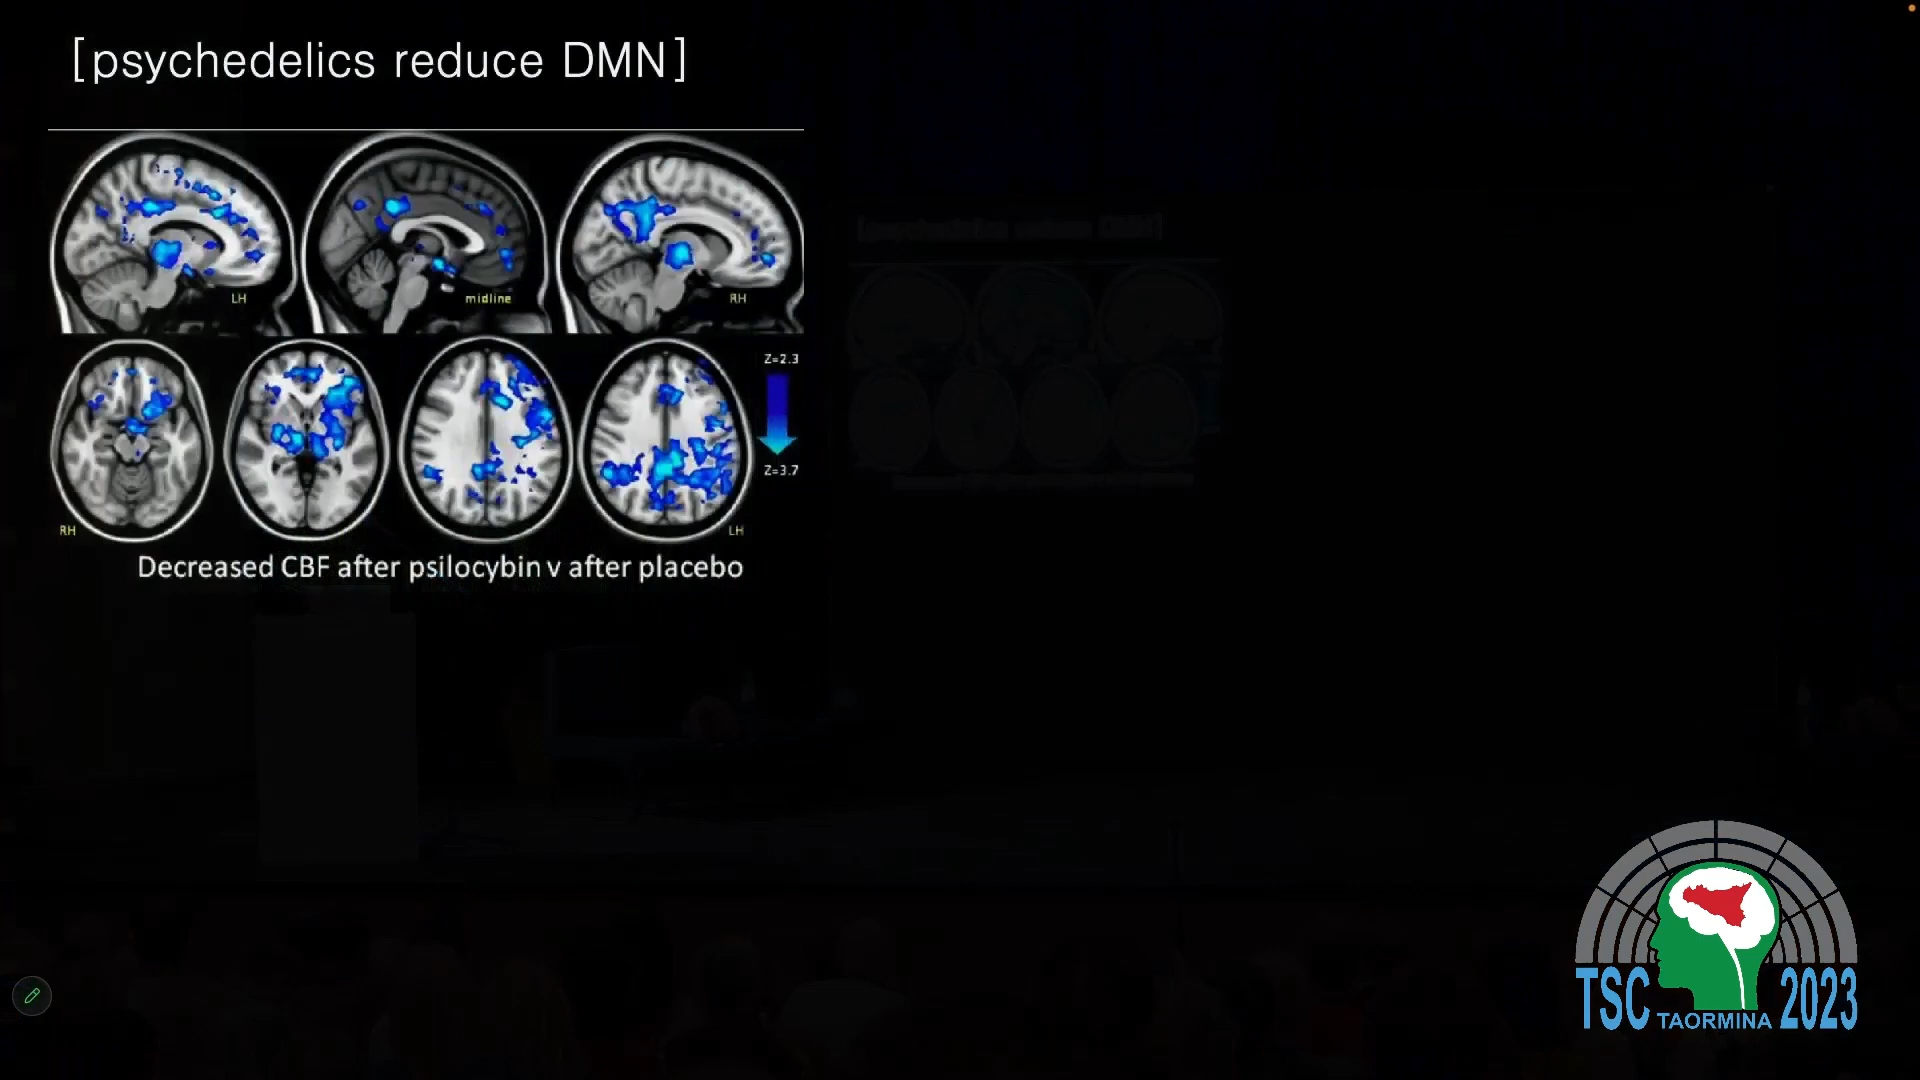 [psychedelics reduce DMN]
LH
midline
RH
Z=2.3
Z=3.7
RH
LH
Decreased CBF after psilocybin v after placebo
TSC TAORMINA 2023